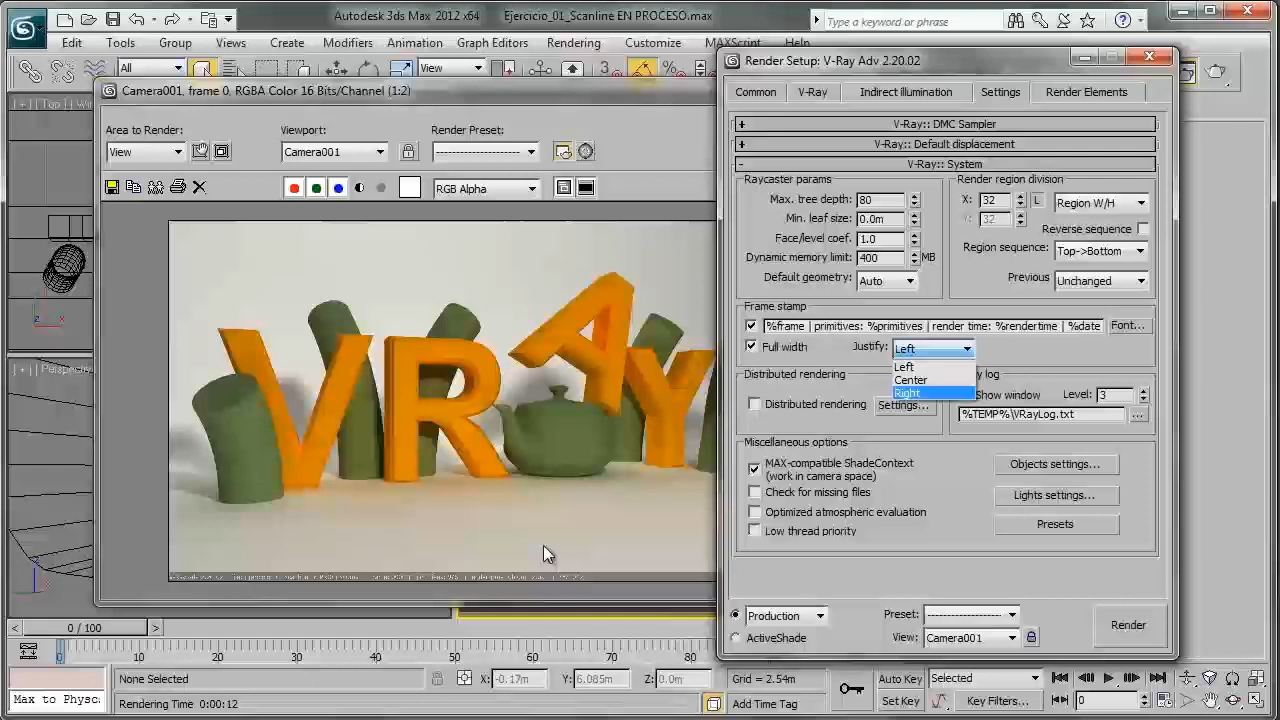 Autodesk 3ds Max 2012 x64 Ejercicio_01_Scanline EN PROCESO.max
Type a keyword or phrase
Edit Tools Group Views Create Modifiers Animation Graph Editors Rendering Customize MAXScript Help
All
View
3
%
Camera001, frame 0, RGBA Color 16 Bits/Channel (1:2)
Area to Render:
View
Viewport:
Camera001
Render Preset:
RGB Alpha
[ + ] Top ] Wi
[ + ] Perspectiv
VRAY
Render Setup: V-Ray Adv 2.20.02
Common V-Ray Indirect illumination Settings Render Elements
+ V-Ray:: DMC Sampler
+ V-Ray:: Default displacement
- V-Ray:: System
Raycaster params
Max. tree depth: 80
Min. leaf size: 0.0m
Face/level coef. 1.0
Dynamic memory limit: 400 MB
Default geometry: Auto
Render region division
X: 32 L Region W/H
Y: 32
Reverse sequence
Region sequence: Top->Bottom
Previous Unchanged
Frame stamp
%frame | primitives: %primitives | render time: %rendertime | %date
Font...
Full width Justify: Left
Left
Center
Right
Distributed rendering
Distributed rendering Settings...
y log
Show window Level: 3
%TEMP%\VRayLog.txt ...
Miscellaneous options
MAX-compatible ShadeContext
(work in camera space)
Check for missing files
Optimized atmospheric evaluation
Low thread priority
Objects settings...
Lights settings...
Presets
Production
ActiveShade
Preset:
View: Camera001
Render
< 0 / 100 >
0 10 20 30 40 50 60 70 80
None Selected X: -0.17m Y: 6.085m Z: 0.0m Grid = 2.54m Auto Key Selected
Max to Physc Rendering Time 0:00:12 Add Time Tag Set Key Key Filters... 0